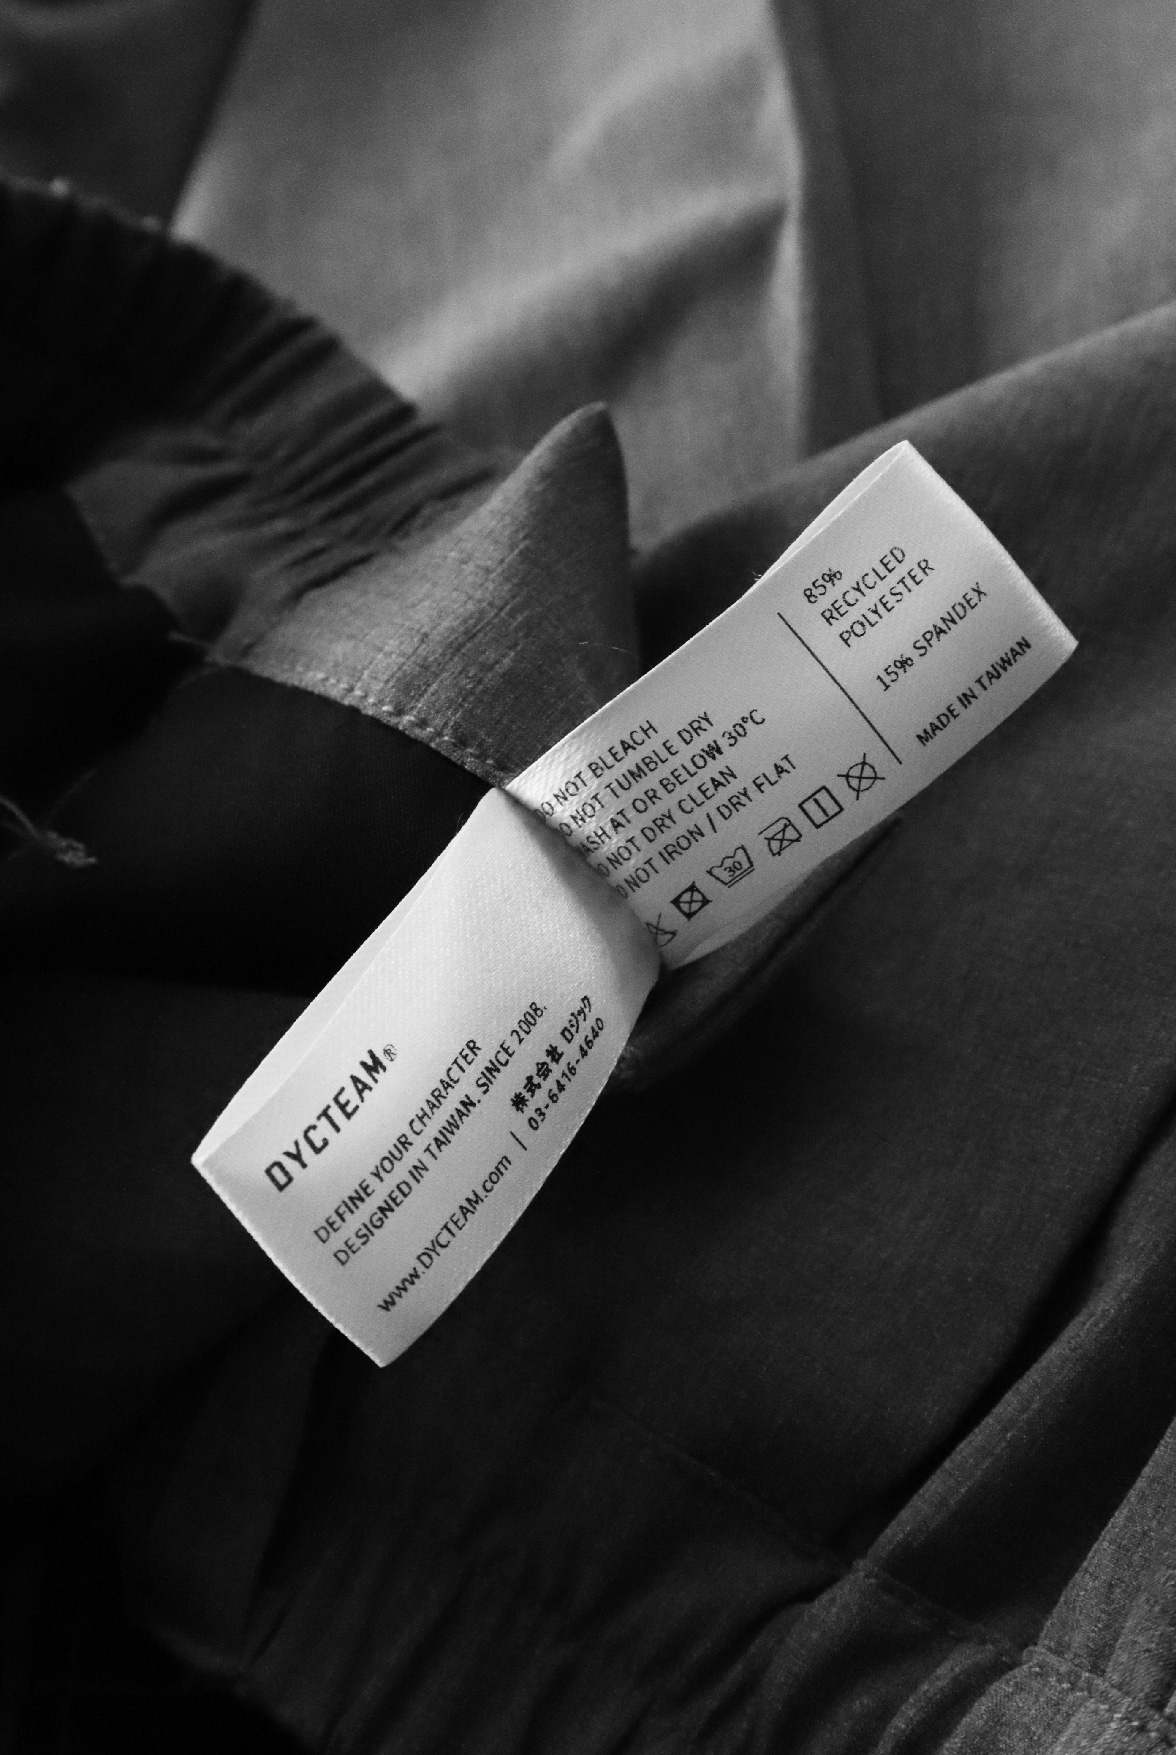 85%
RECYCLED
POLYESTER
15% SPANDEX
MADE IN TAIWAN
O NOT BLEACH
O NOT TUMBLE DRY
ASH AT OR BELOW 30°C
O NOT DRY CLEAN
O NOT IRON / DRY FLAT
30
DYCTEAM®
DEFINE YOUR CHARACTER
DESIGNED IN TAIWAN. SINCE 2008.
www.DYCTEAM.com | 株式会社 ロジック
03-6416-4640